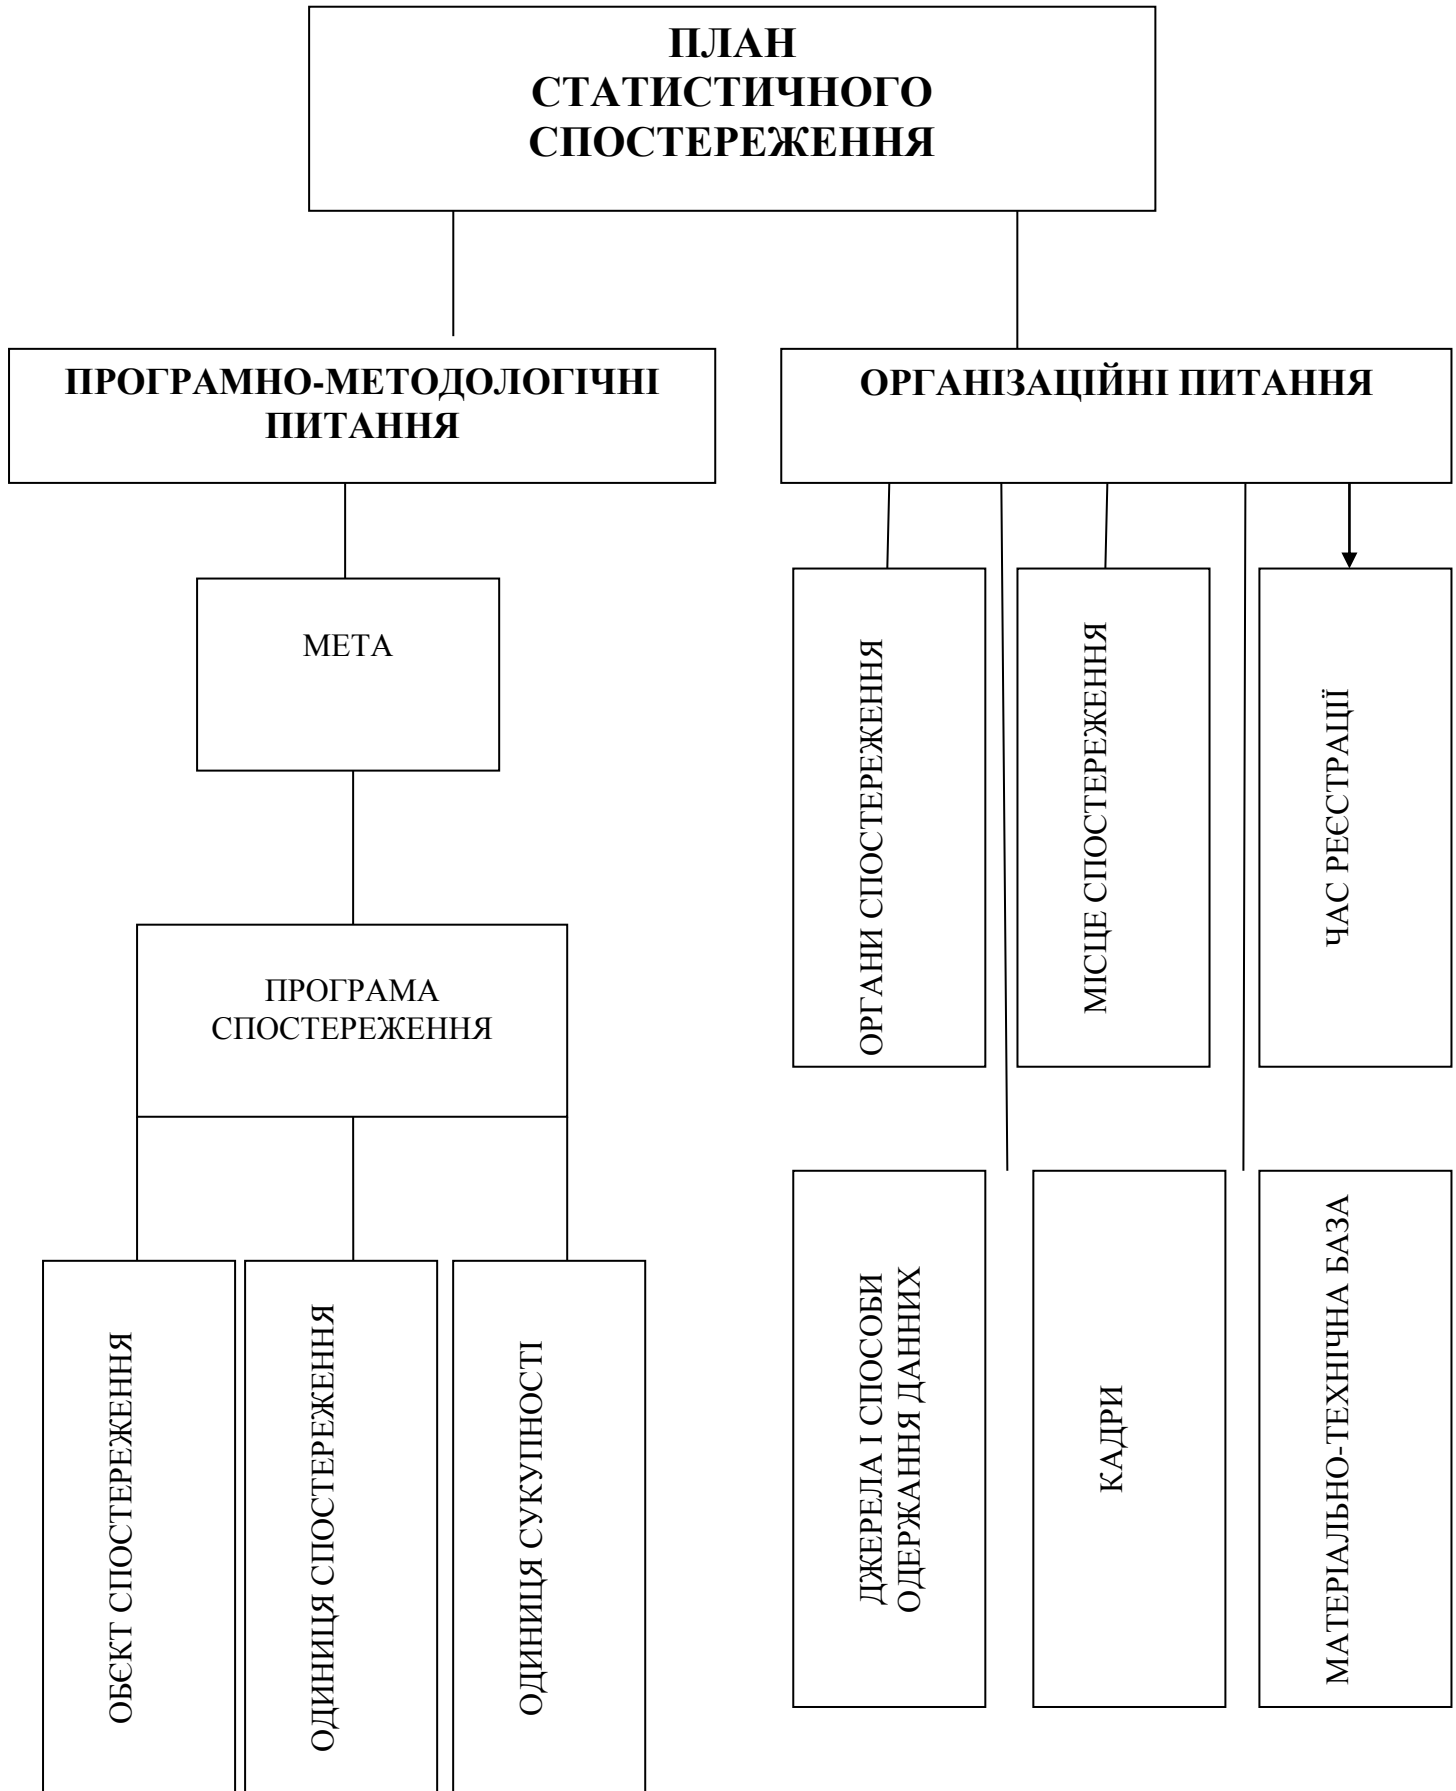 ПЛАН
СТАТИСТИЧНОГО
СПОСТЕРЕЖЕННЯ
ПРОГРАМНО-МЕТОДОЛОГІЧНІ
ПИТАННЯ
ОРГАНІЗАЦІЙНІ ПИТАННЯ
МЕТА
ПРОГРАМА
СПОСТЕРЕЖЕННЯ
ОБЄКТ СПОСТЕРЕЖЕННЯ
ОДИНИЦЯ СПОСТЕРЕЖЕННЯ
ОДИНИЦЯ СУКУПНОСТІ
ОРГАНИ СПОСТЕРЕЖЕННЯ
МІСЦЕ СПОСТЕРЕЖЕННЯ
ЧАС РЕЄСТРАЦІЇ
ДЖЕРЕЛА І СПОСОБИ
ОДЕРЖАННЯ ДАННИХ
КАДРИ
МАТЕРІАЛЬНО-ТЕХНІЧНА БАЗА